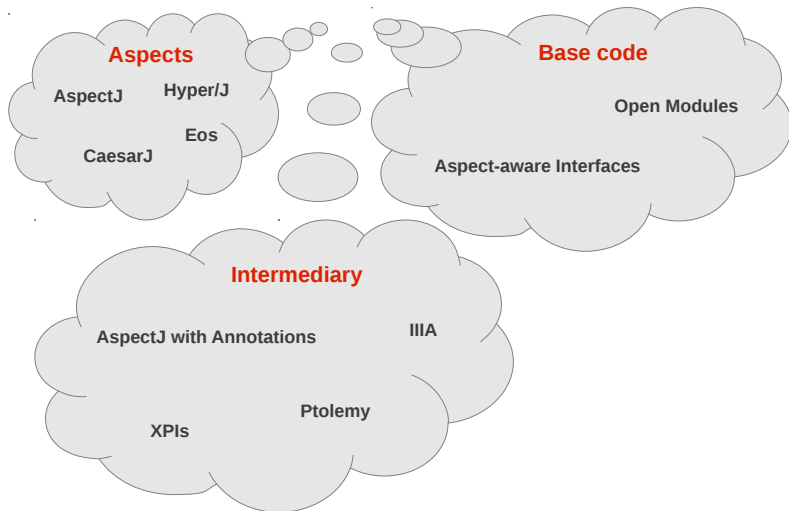 Aspects
AspectJ
Hyper/J
Eos
CaesarJ
Base code
Open Modules
Aspect-aware Interfaces
Intermediary
AspectJ with Annotations
IIIA
Ptolemy
XPIs